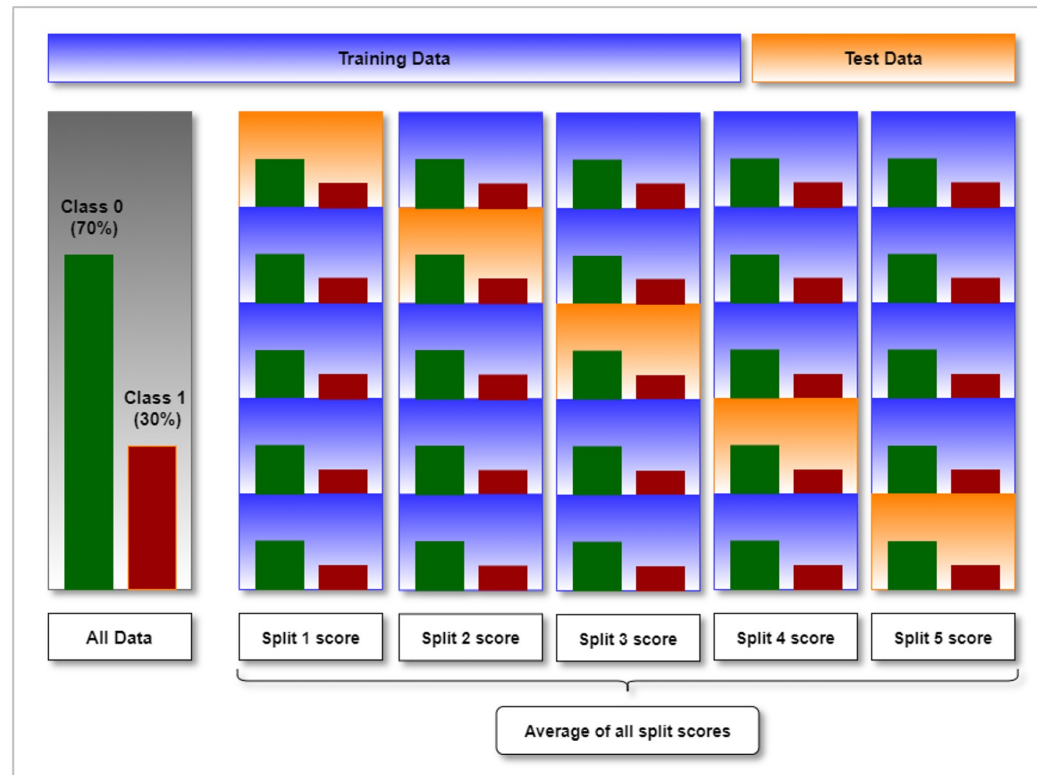 Training Data
Test Data
Class 0
(70%)
Class 1
(30%)
All Data
Split 1 score
Split 2 score
Split 3 score
Split 4 score
Split 5 score
Average of all split scores